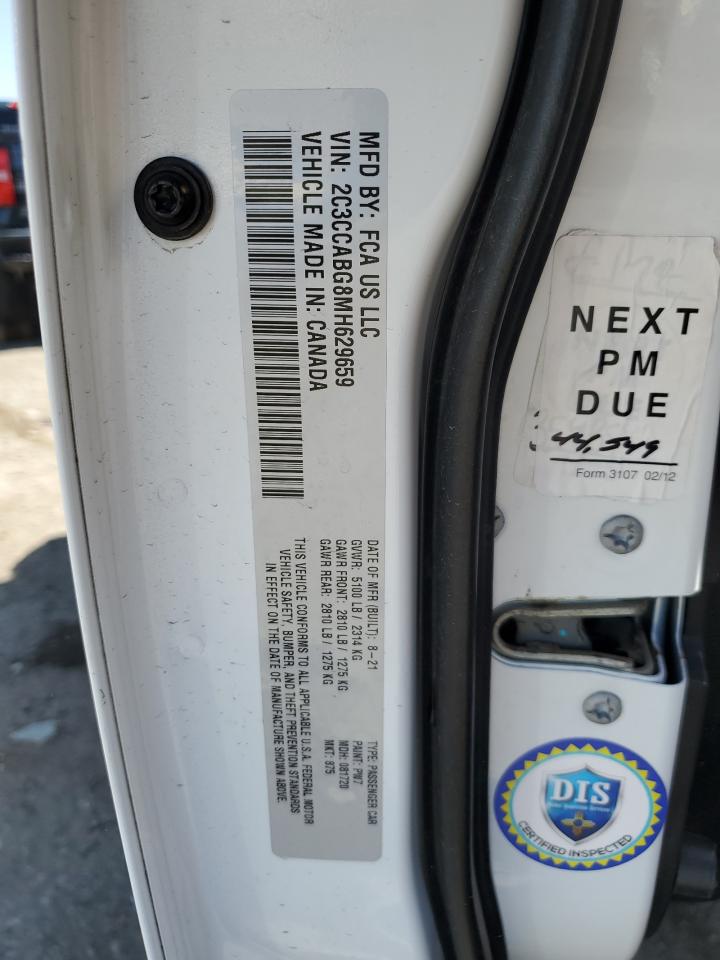 MFD BY: FCA US LLC
VIN: 2C3CCABG8MH629659
VEHICLE MADE IN: CANADA
DATE OF MFR (BUILT): 8-21
GVWR: 5100 LB / 2314 KG
GAWR FRONT: 2810 LB / 1275 KG
GAWR REAR: 2810 LB / 1275 KG
THIS VEHICLE CONFORMS TO ALL APPLICABLE U.S.A. FEDERAL MOTOR
VEHICLE SAFETY, BUMPER, AND THEFT PREVENTION STANDARDS
IN EFFECT ON THE DATE OF MANUFACTURE SHOWN ABOVE.
TYPE: PASSENGER CAR
PAINT: PW7
MDH: 081720
MKT: 875
NEXT
PM
DUE
44,549
Form 3107 02/12
DIS
CERTIFIED INSPECTED